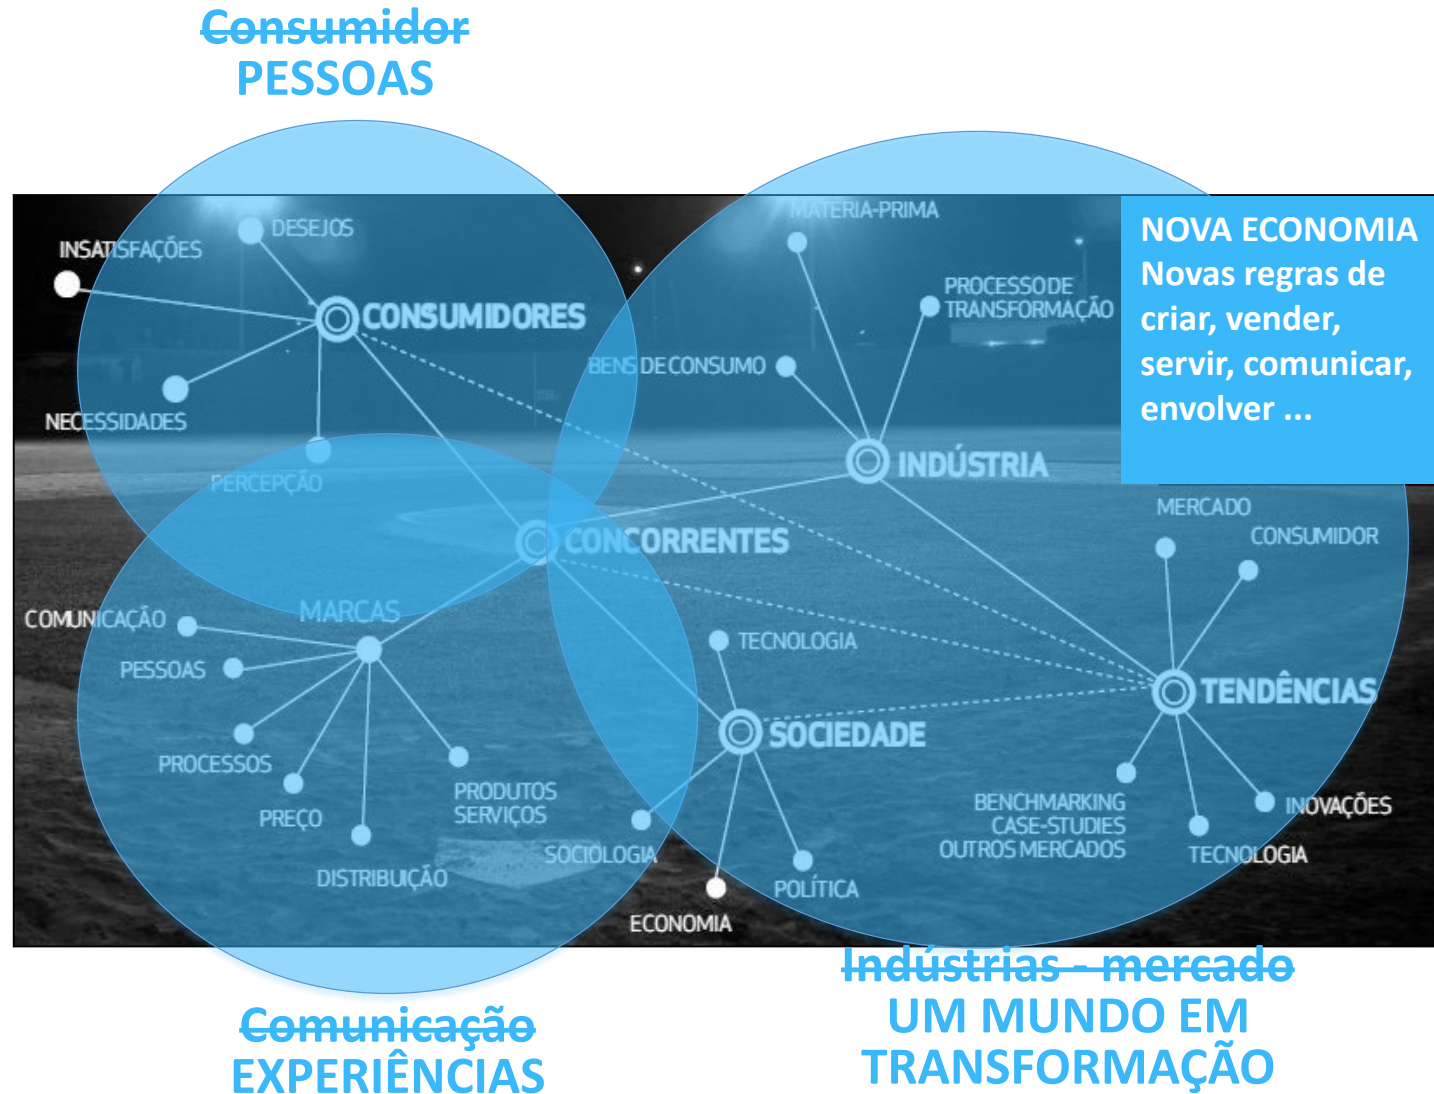 Consumidor
PESSOAS
DESEJOS
INSATISFAÇÕES
CONSUMIDORES
NECESSIDADES
PERCEPÇÃO
MATÉRIA-PRIMA
PROCESSO DE
TRANSFORMAÇÃO
BENS DE CONSUMO
INDÚSTRIA
NOVA ECONOMIA
Novas regras de
criar, vender,
servir, comunicar,
envolver ...
MERCADO
CONSUMIDOR
CONCORRENTES
MARCAS
COMUNICAÇÃO
PESSOAS
PROCESSOS
PREÇO
DISTRIBUIÇÃO
PRODUTOS
SERVIÇOS
TECNOLOGIA
SOCIEDADE
SOCIOLOGIA
ECONOMIA
POLÍTICA
TENDÊNCIAS
BENCHMARKING
CASE-STUDIES
OUTROS MERCADOS
TECNOLOGIA
INOVAÇÕES
Comunicação
EXPERIÊNCIAS
Indústrias - mercado
UM MUNDO EM
TRANSFORMAÇÃO